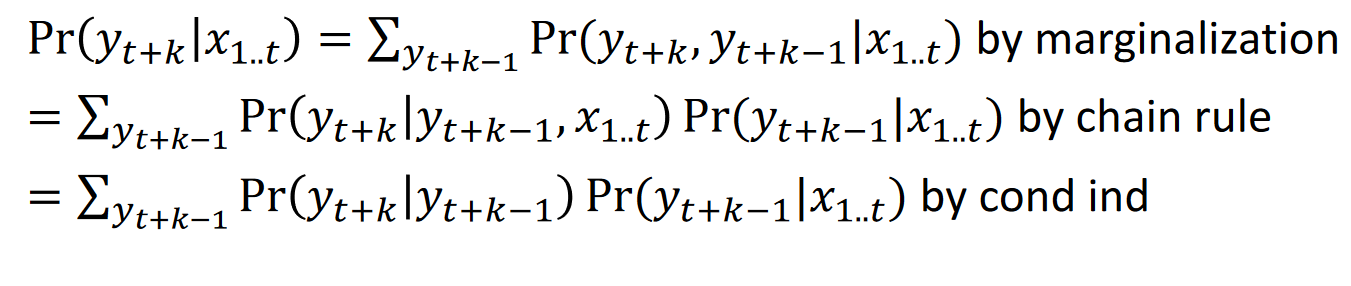 Pr(y_{t+k}|x_{1..t}) = ∑_{y_{t+k−1}} Pr(y_{t+k}, y_{t+k−1}|x_{1..t}) by marginalization
= ∑_{y_{t+k−1}} Pr(y_{t+k}|y_{t+k−1}, x_{1..t}) Pr(y_{t+k−1}|x_{1..t}) by chain rule
= ∑_{y_{t+k−1}} Pr(y_{t+k}|y_{t+k−1}) Pr(y_{t+k−1}|x_{1..t}) by cond ind